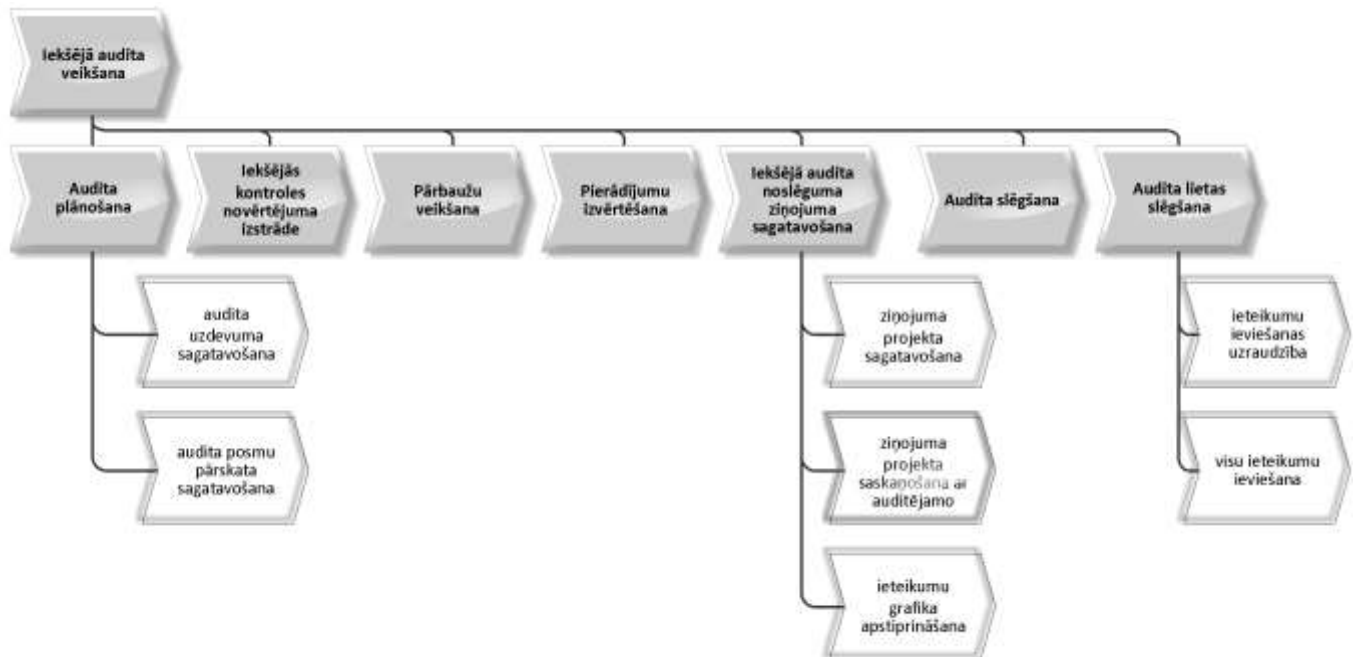 Iekšējā audita
veikšana
Audita
plānošana
Iekšējās
kontroles
novērtējuma
izstrāde
Pārbaužu
veikšana
Pierādījumu
izvērtēšana
Iekšējā audita
noslēguma
ziņojuma
sagatavošana
Audita slēgšana
Audita lietas
slēgšana
audita
uzdevuma
sagatavošana
audita posmu
pārskata
sagatavošana
ziņojuma
projekta
sagatavošana
ziņojuma
projekta
saskaņošana ar
auditējamo
ieteikumu
grafika
apstiprināšana
ieteikumu
ieviešanas
uzraudzība
visu ieteikumu
ieviešana